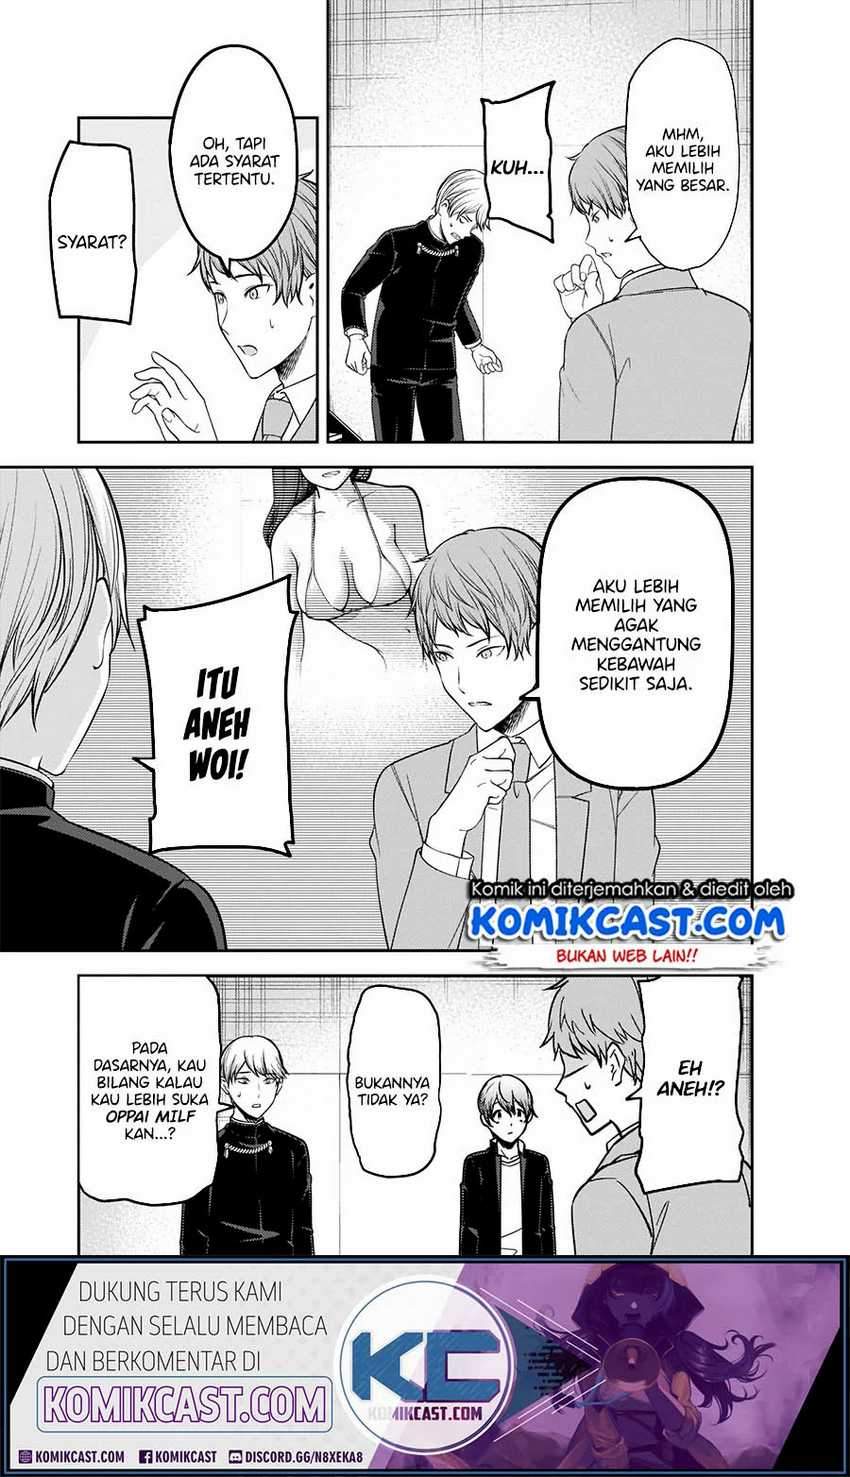 MHM,
AKU LEBIH
MEMILIH
YANG BESAR.
KUH...
OH, TAPI
ADA SYARAT
TERTENTU.
SYARAT?
AKU LEBIH
MEMILIH YANG
AGAK
MENGGANTUNG
KEBAWAH
SEDIKIT SAJA.
ITU
ANEH
WOI!
Komik ini diterjemahkan & diedit oleh
KOMIKCAST.COM
BUKAN WEB LAIN!!
EH
ANEH!?
BUKANNYA
TIDAK YA?
PADA
DASARNYA, KAU
BILANG KALAU
KAU LEBIH SUKA
OPPAI MILF
KAN...?
DUKUNG TERUS KAMI
DENGAN SELALU MEMBACA
DAN BERKOMENTAR DI
KOMIKCAST.COM
KC
KOMIKCAST.COM
KOMIKCAST.COM KOMIKCAST DISCORD.GG/N8XEKA8